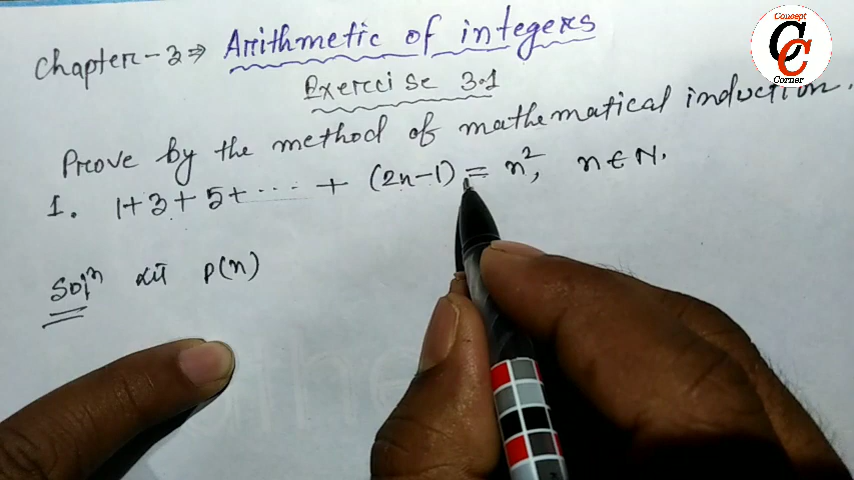 Concept
CC
Corner
Chapter-3⇒ Arithmetic of integers
Exercise 3.1
Prove by the method of mathematical induction.
1. 1+3+5+ ..... + (2n-1) = n², n ∈ N.
Solⁿ P(n)